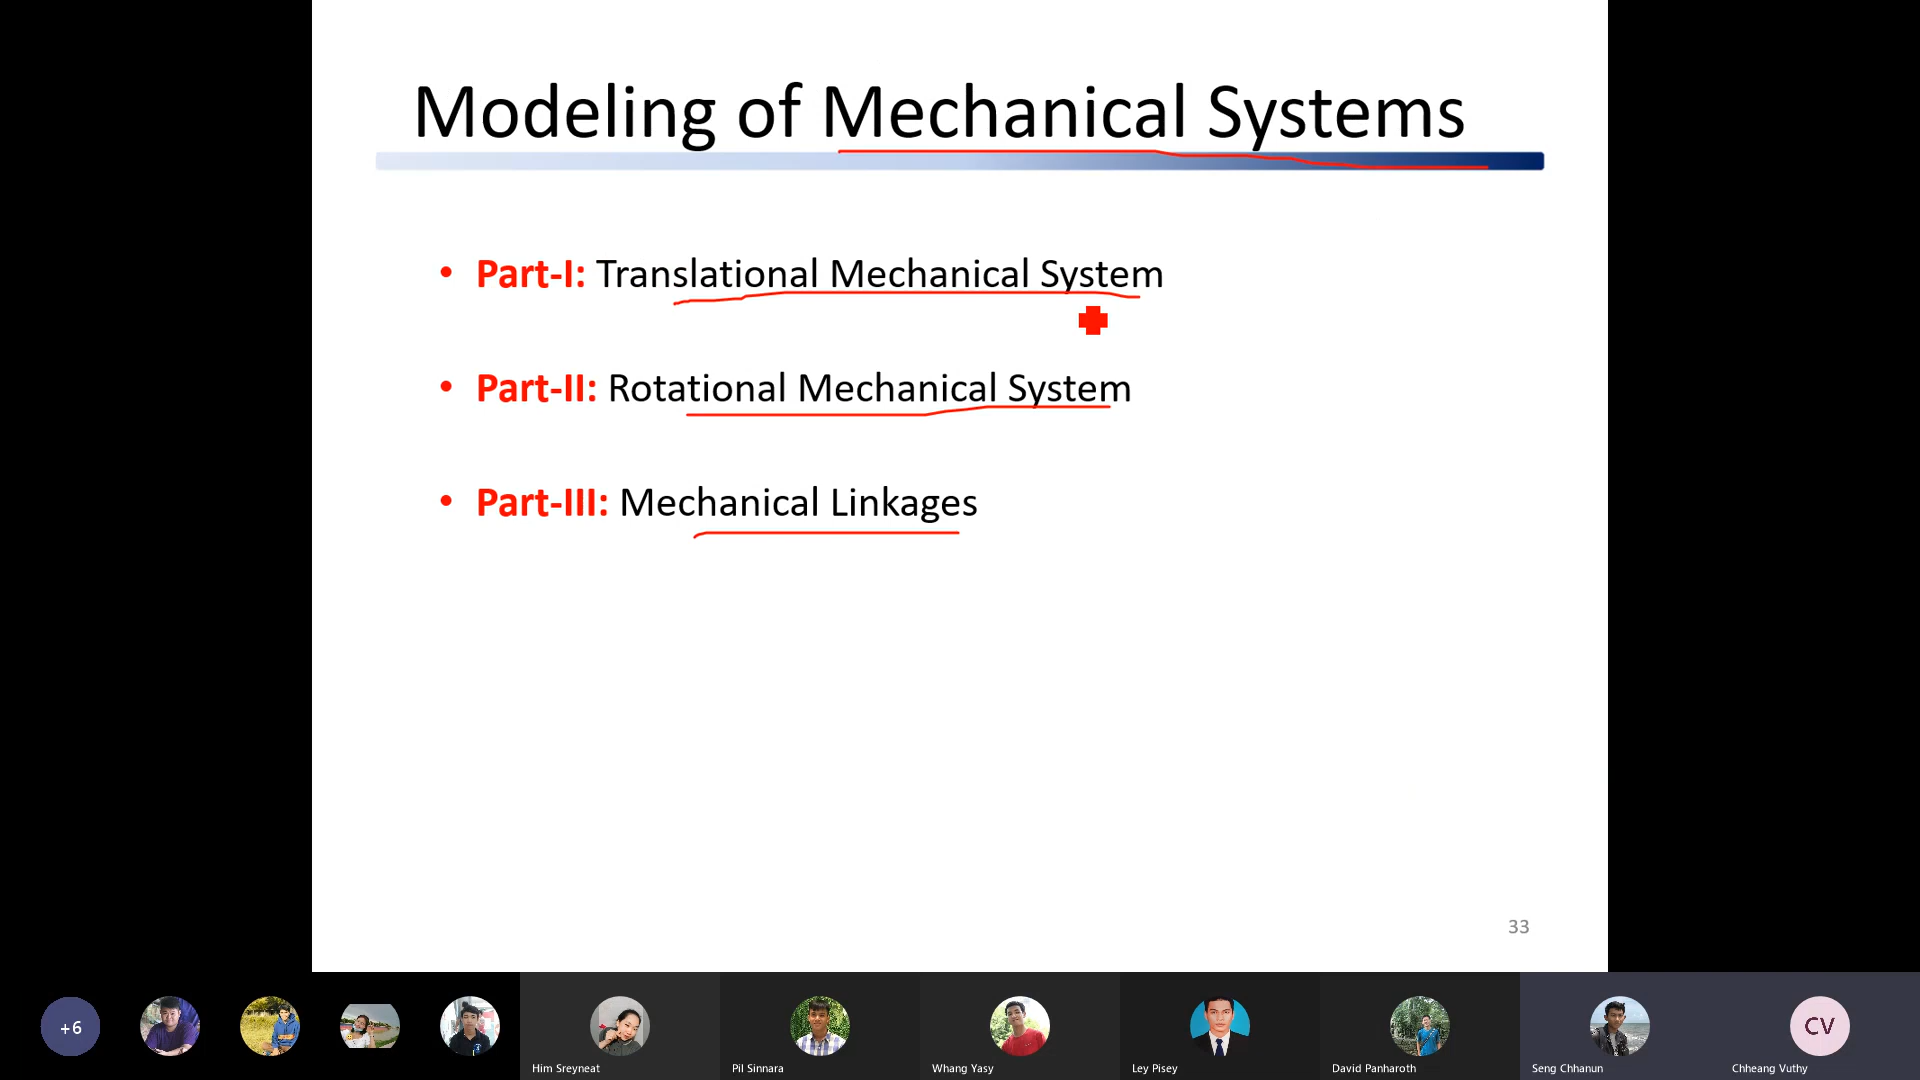 Modeling of Mechanical Systems
• Part-I: Translational Mechanical System
• Part-II: Rotational Mechanical System
• Part-III: Mechanical Linkages
33
+6
Him Sreyneat
Pil Sinnara
Whang Yasy
Ley Pisey
David Panharoth
Seng Chhanun
CV
Chheang Vuthy